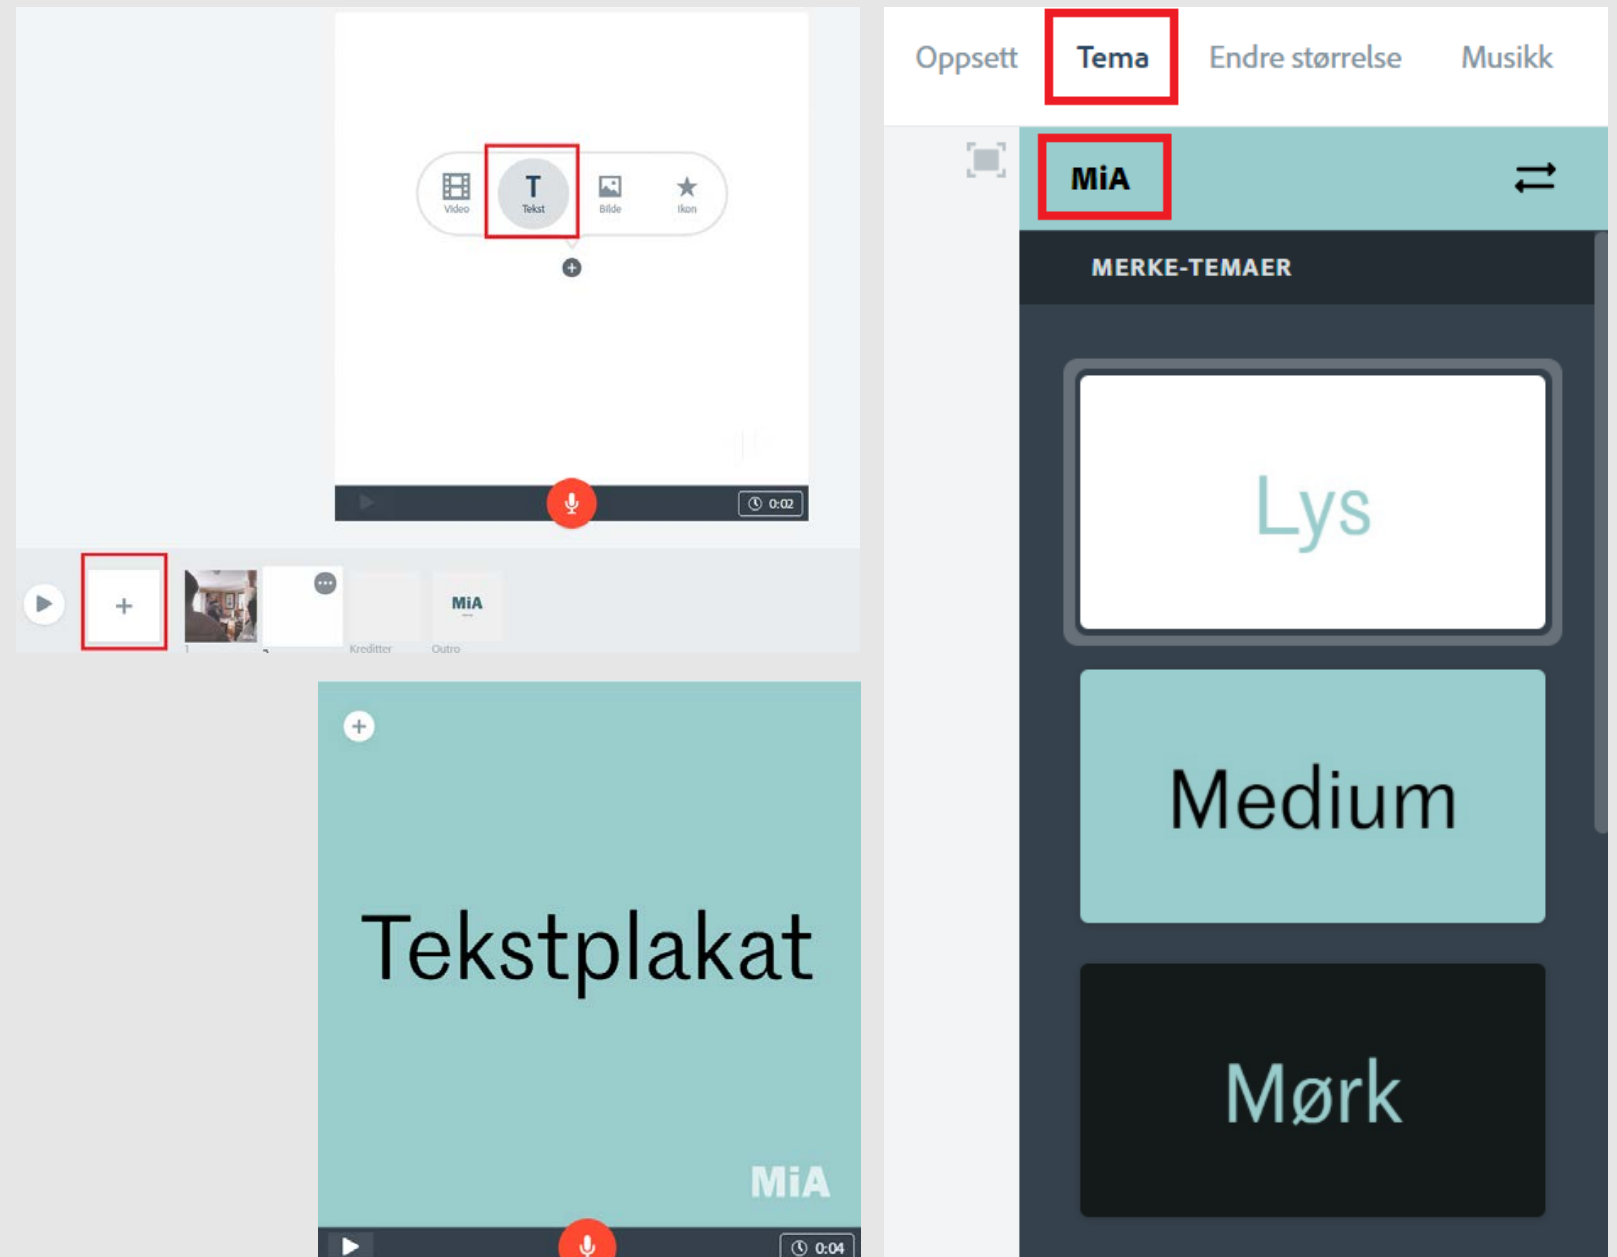 Video
T
Tekst
Bilde
Ikon
0:02
MiA
1
Kreditter
Outro
Tekstplakat
MiA
0:04
Oppsett Tema Endre størrelse Musikk
MiA
MERKE-TEMAER
Lys
Medium
Mørk